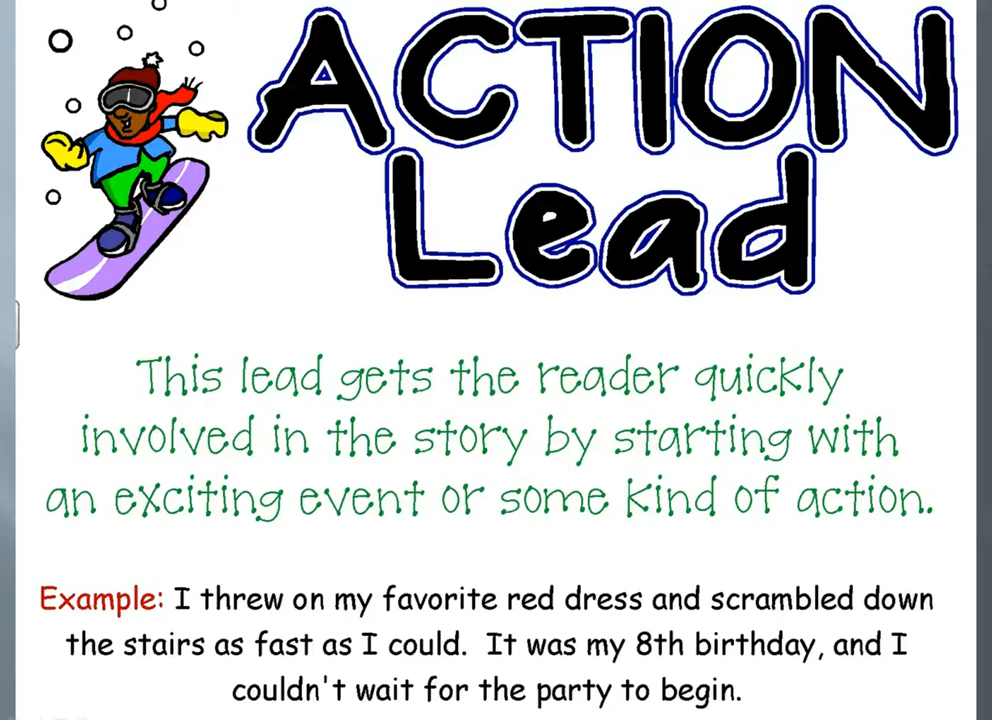 ACTION
Lead
This lead gets the reader quickly
involved in the story by starting with
an exciting event or some kind of action.
Example: I threw on my favorite red dress and scrambled down
the stairs as fast as I could.  It was my 8th birthday, and I
couldn't wait for the party to begin.